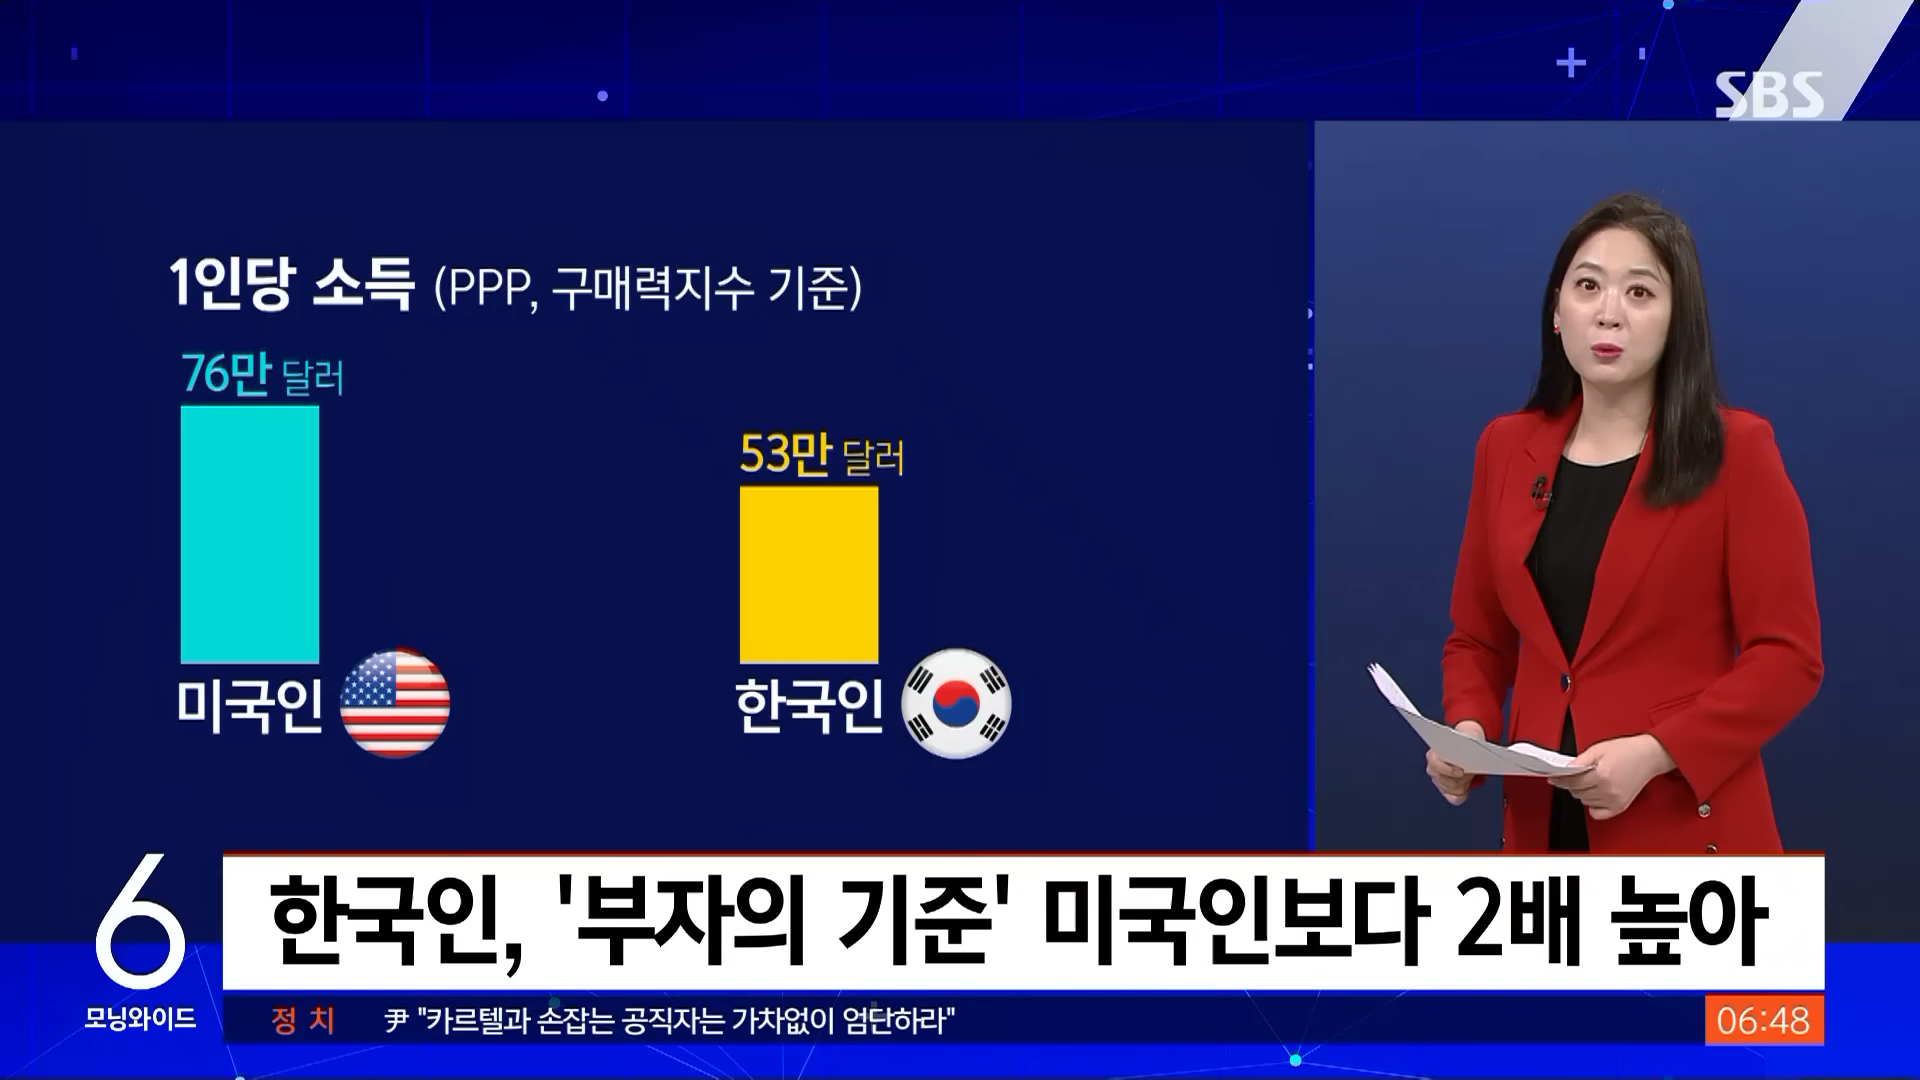 SBS
1인당 소득 (PPP, 구매력지수 기준)
76만 달러
53만 달러
미국인
한국인
6
모닝와이드
한국인, '부자의 기준' 미국인보다 2배 높아
정 치
尹 "카르텔과 손잡는 공직자는 가차없이 엄단하라"
06:48